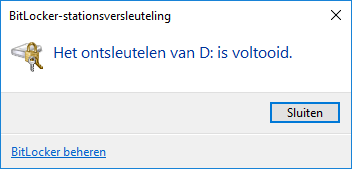 BitLocker-stationsversleuteling
Het ontsleutelen van D: is voltooid.
Sluiten
BitLocker beheren